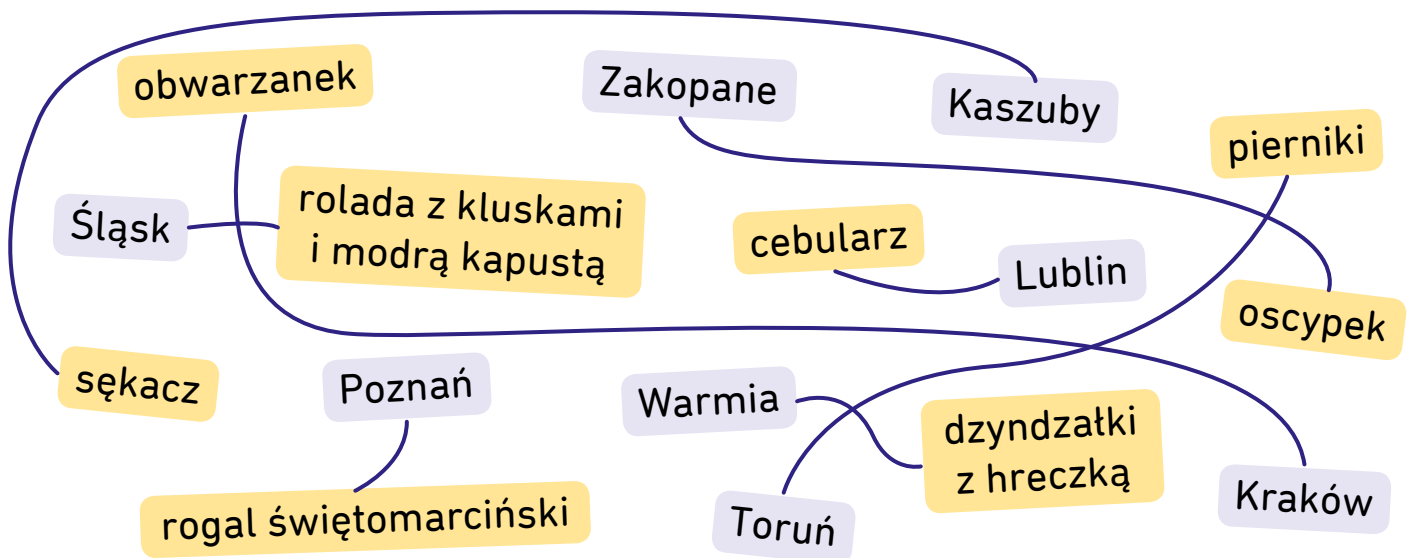 obwarzanek
Zakopane
Kaszuby
pierniki
Śląsk
rolada z kluskami
i modrą kapustą
cebularz
Lublin
oscypek
sękacz
Poznań
Warmia
dzyndzałki
z hreczką
rogal świętomarciński
Toruń
Kraków